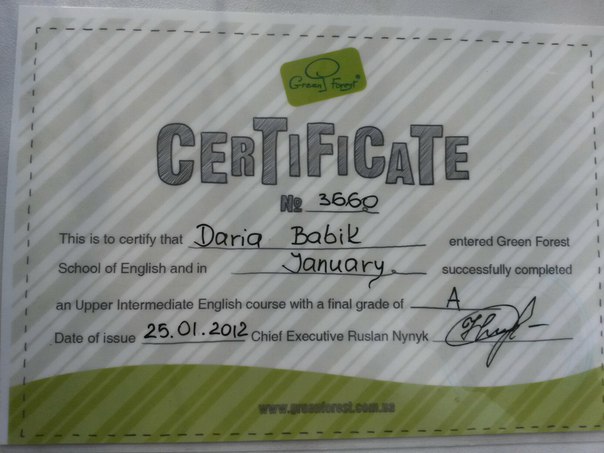 Green Forest®
CERTIFICATE
№ 3660
This is to certify that Daria Babik entered Green Forest
School of English and in January successfully completed
an Upper Intermediate English course with a final grade of A
Date of issue 25.01.2012 Chief Executive Ruslan Nynyk
www.greenforest.com.ua